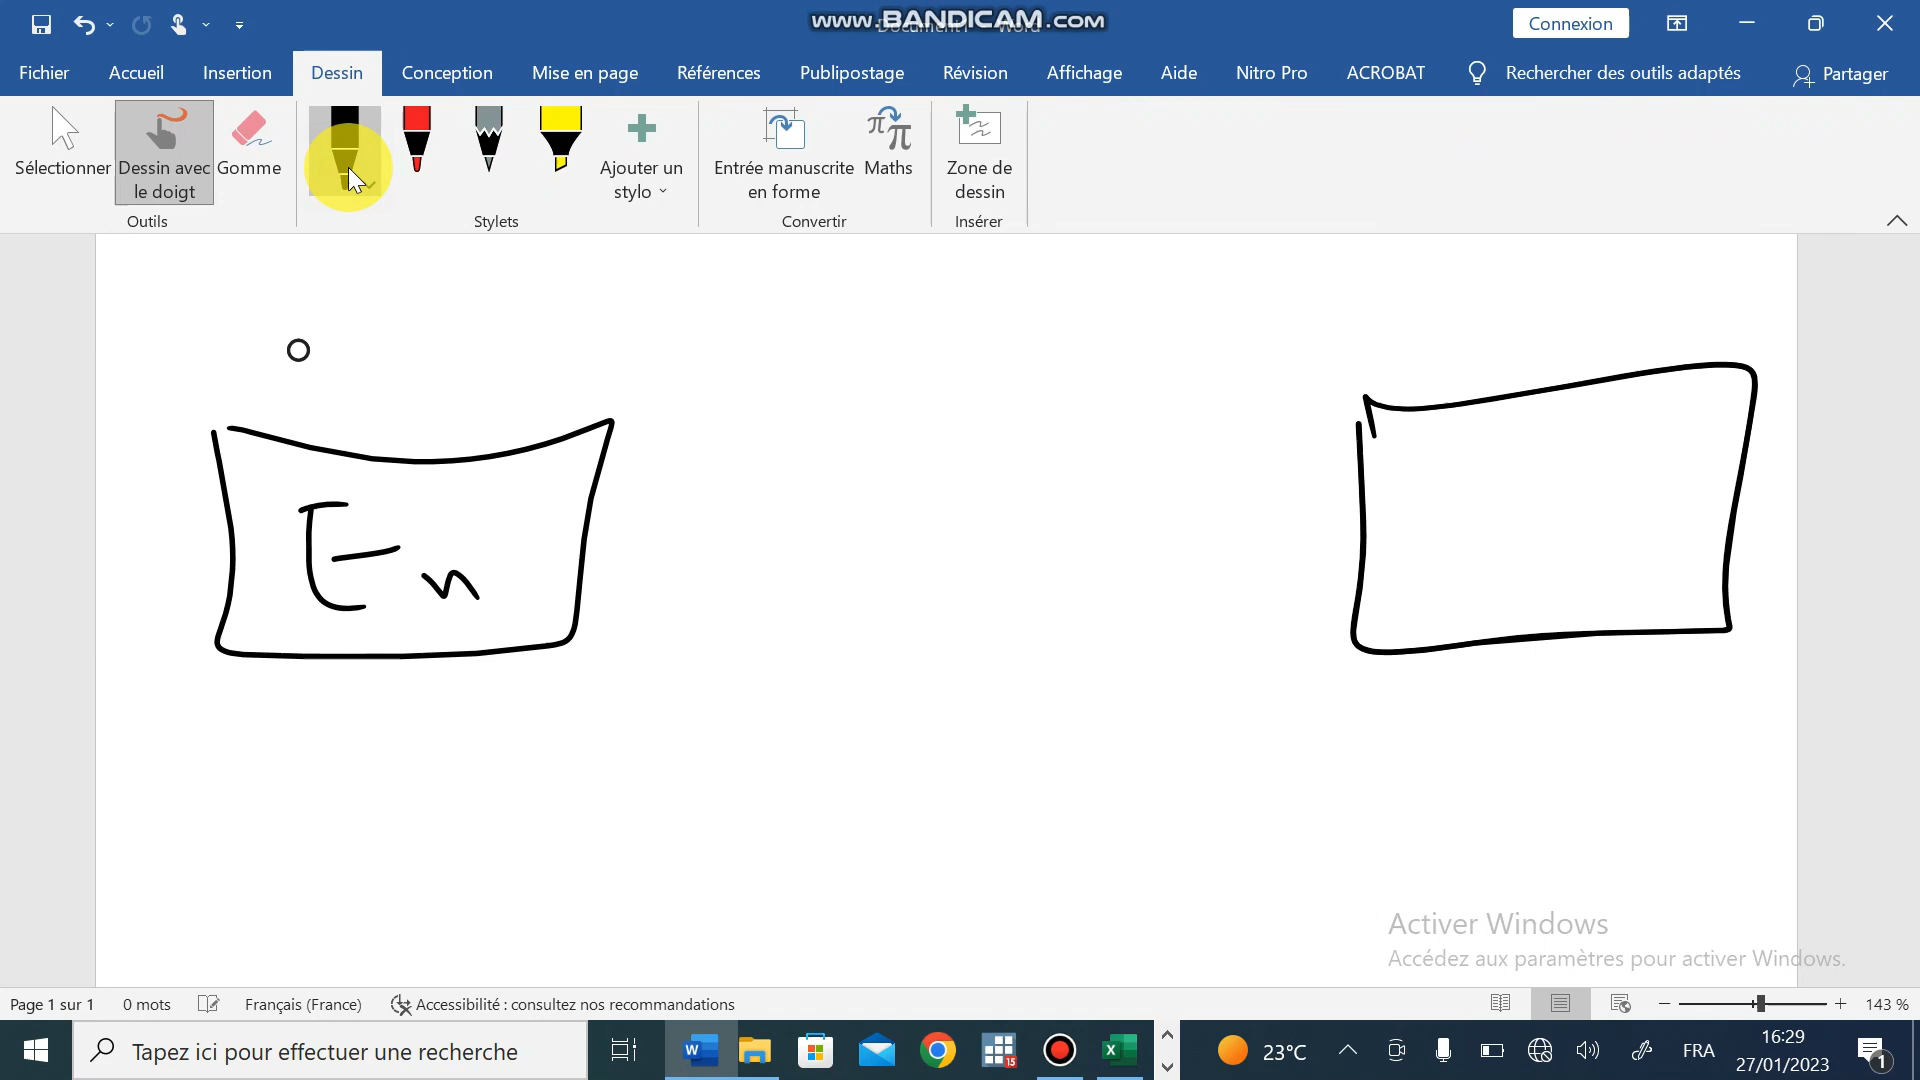 www.BANDICAM.com
Connexion
Fichier Accueil Insertion Dessin Conception Mise en page Références Publipostage Révision Affichage Aide Nitro Pro ACROBAT Rechercher des outils adaptés Partager
Sélectionner Dessin avec le doigt Gomme Ajouter un stylo Entrée manuscrite en forme Maths Zone de dessin
Outils Stylets Convertir Insérer
En
Activer Windows
Accédez aux paramètres pour activer Windows.
Page 1 sur 1 0 mots Français (France) Accessibilité : consultez nos recommandations 143 %
Tapez ici pour effectuer une recherche 15 23°C FRA 16:29
27/01/2023 1